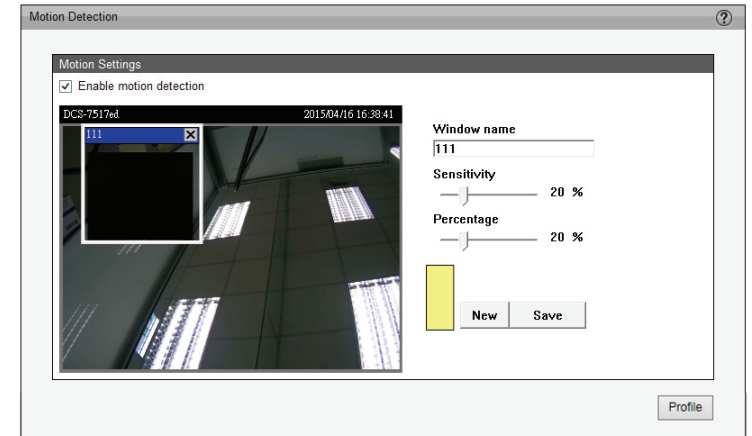 Motion Detection
?
Motion Settings
Enable motion detection
DCS-7517ed 2015/04/16 16:38:41
111
Window name
111
Sensitivity
20 %
Percentage
20 %
New Save
Profile